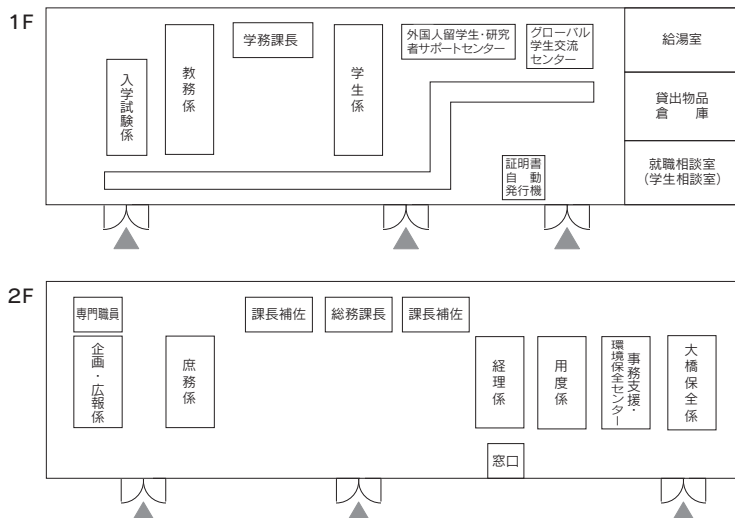 1F
学務課長
外国人留学生・研究
者サポートセンター
グローバル
学生交流
センター
給湯室
入学試験係
教務係
学生係
貸出物品
倉庫
証明書
自動
発行機
就職相談室
（学生相談室）
2F
専門職員
課長補佐
総務課長
課長補佐
企画・広報係
庶務係
経理係
用度係
事務支援・
環境保全センター
大橋保全係
窓口